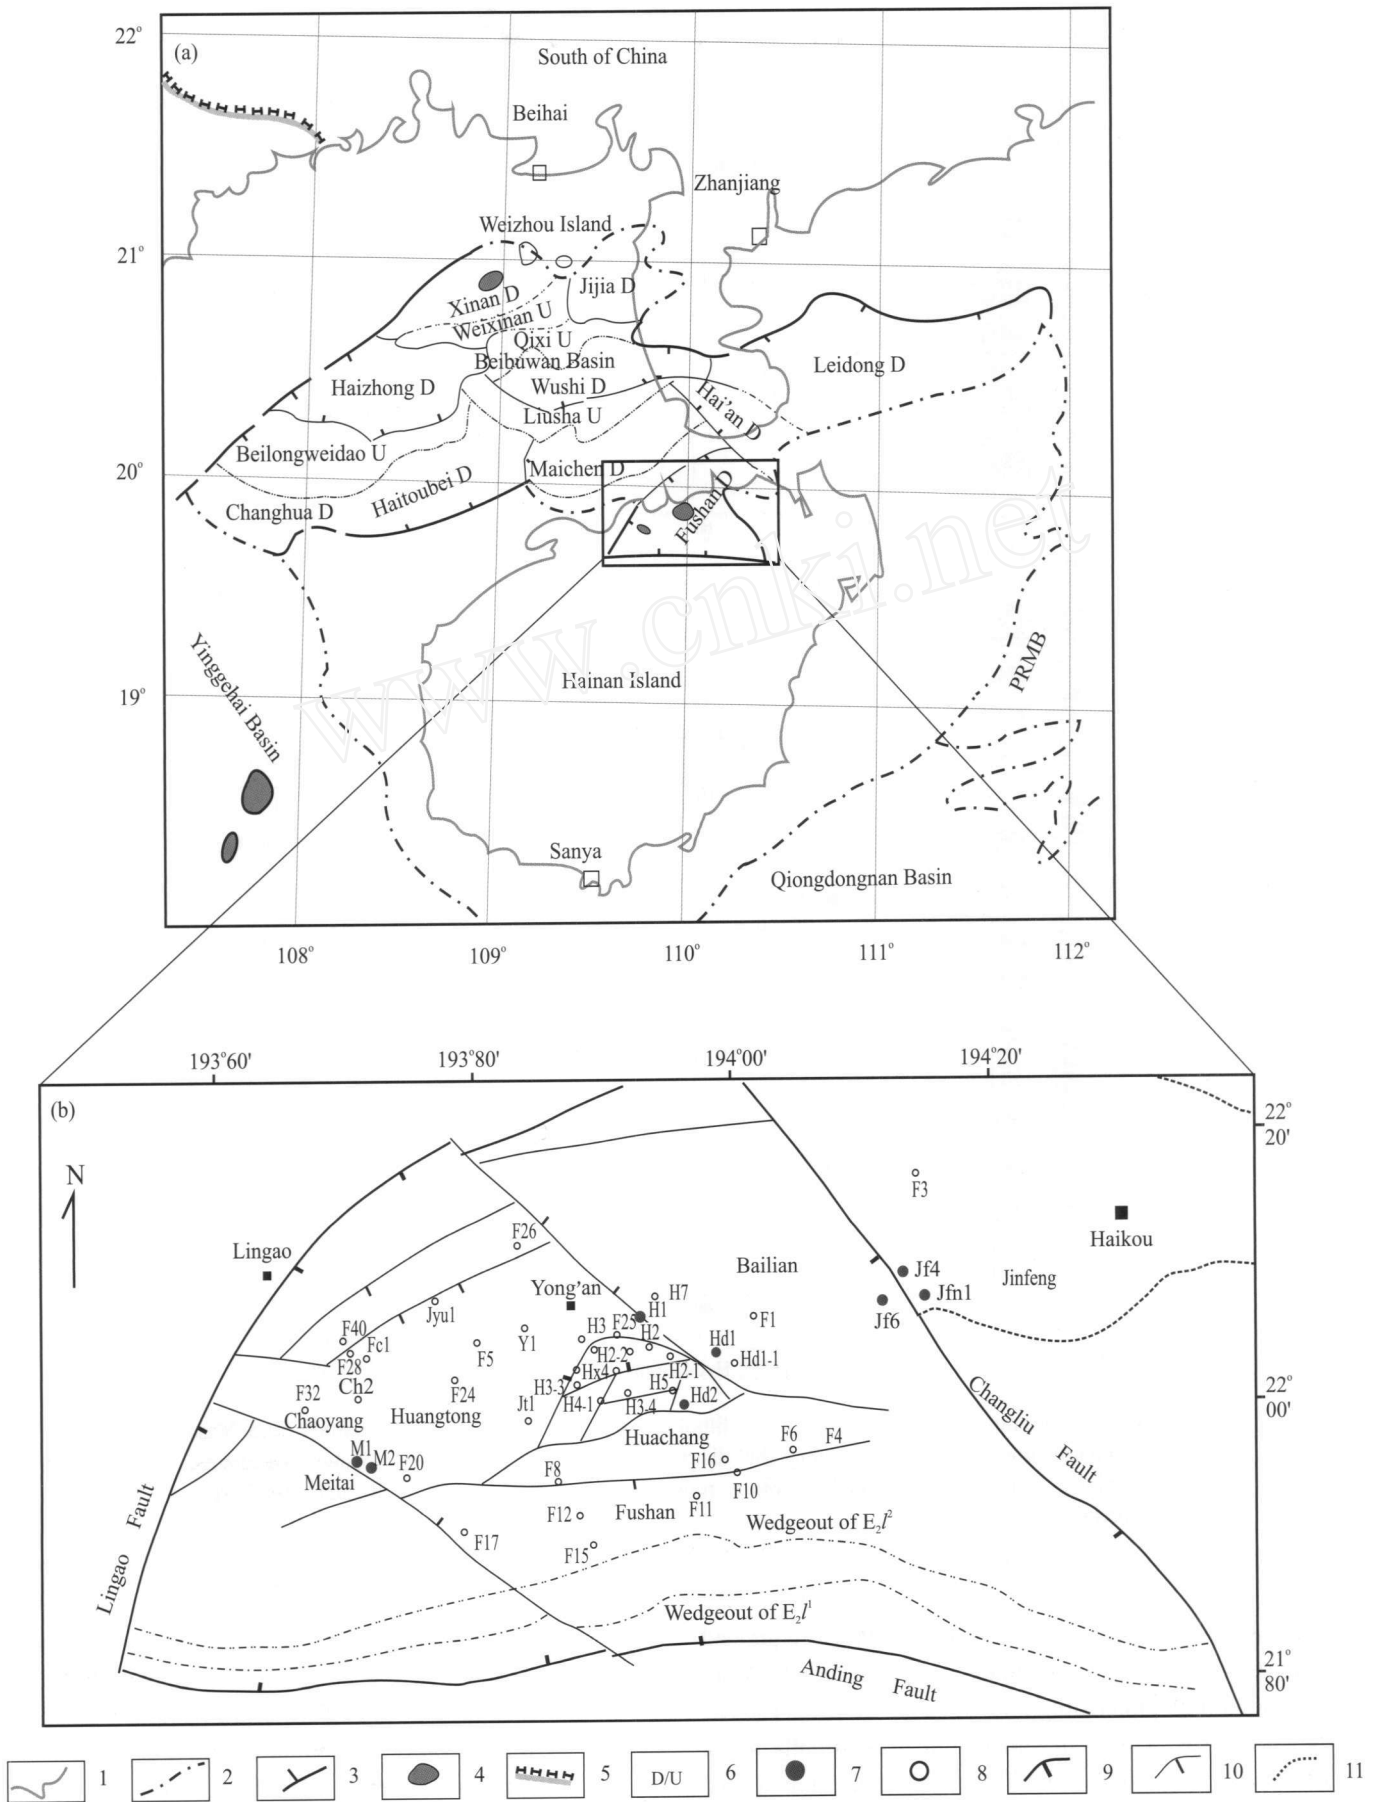 22°
(a)
South of China
Beihai
Zhanjiang
Weizhou Island
21°
Jijia D
Xinan D
Weixinan U
Qixi U
Beibuwan Basin
Leidong D
Haizhong D
Wushi D
Hai'an D
Liusha U
Beilongweidao U
Maichen D
20°
Haitoubei D
Changhua D
Fushan D
www.cnki.net
Yinggehai Basin
PRMB
Hainan Island
19°
Sanya
Qiongdongnan Basin
108° 109° 110° 111° 112°
193°60' 193°80' 194°00' 194°20'
(b)
22°
20'
N
F3
Haikou
F26
Lingao
Bailian
Jf4
Jinfeng
Yong'an
H7
Jfn1
Jyu1
H1
F1
Jf6
F40
Y1
H3
F25
H2
Hd1
Fc1
F5
H2-2
Hd1-1
F28
Hx4
H2-1
Ch2
F24
H3-3
H5
F32
Jt1
H4-1
H3-4
Hd2
22°
00'
Chaoyang
Huangtong
Changliu Fault
Huachang
F6
F4
M1
M2
F20
F16
Meitai
F8
F10
F12
Fushan
F11
Wedgeout of E₂l²
F17
F15
Lingao Fault
Wedgeout of E₂l¹
21°
80'
Anding Fault
1 2 3 4 5 D/U 6 7 8 9 10 11